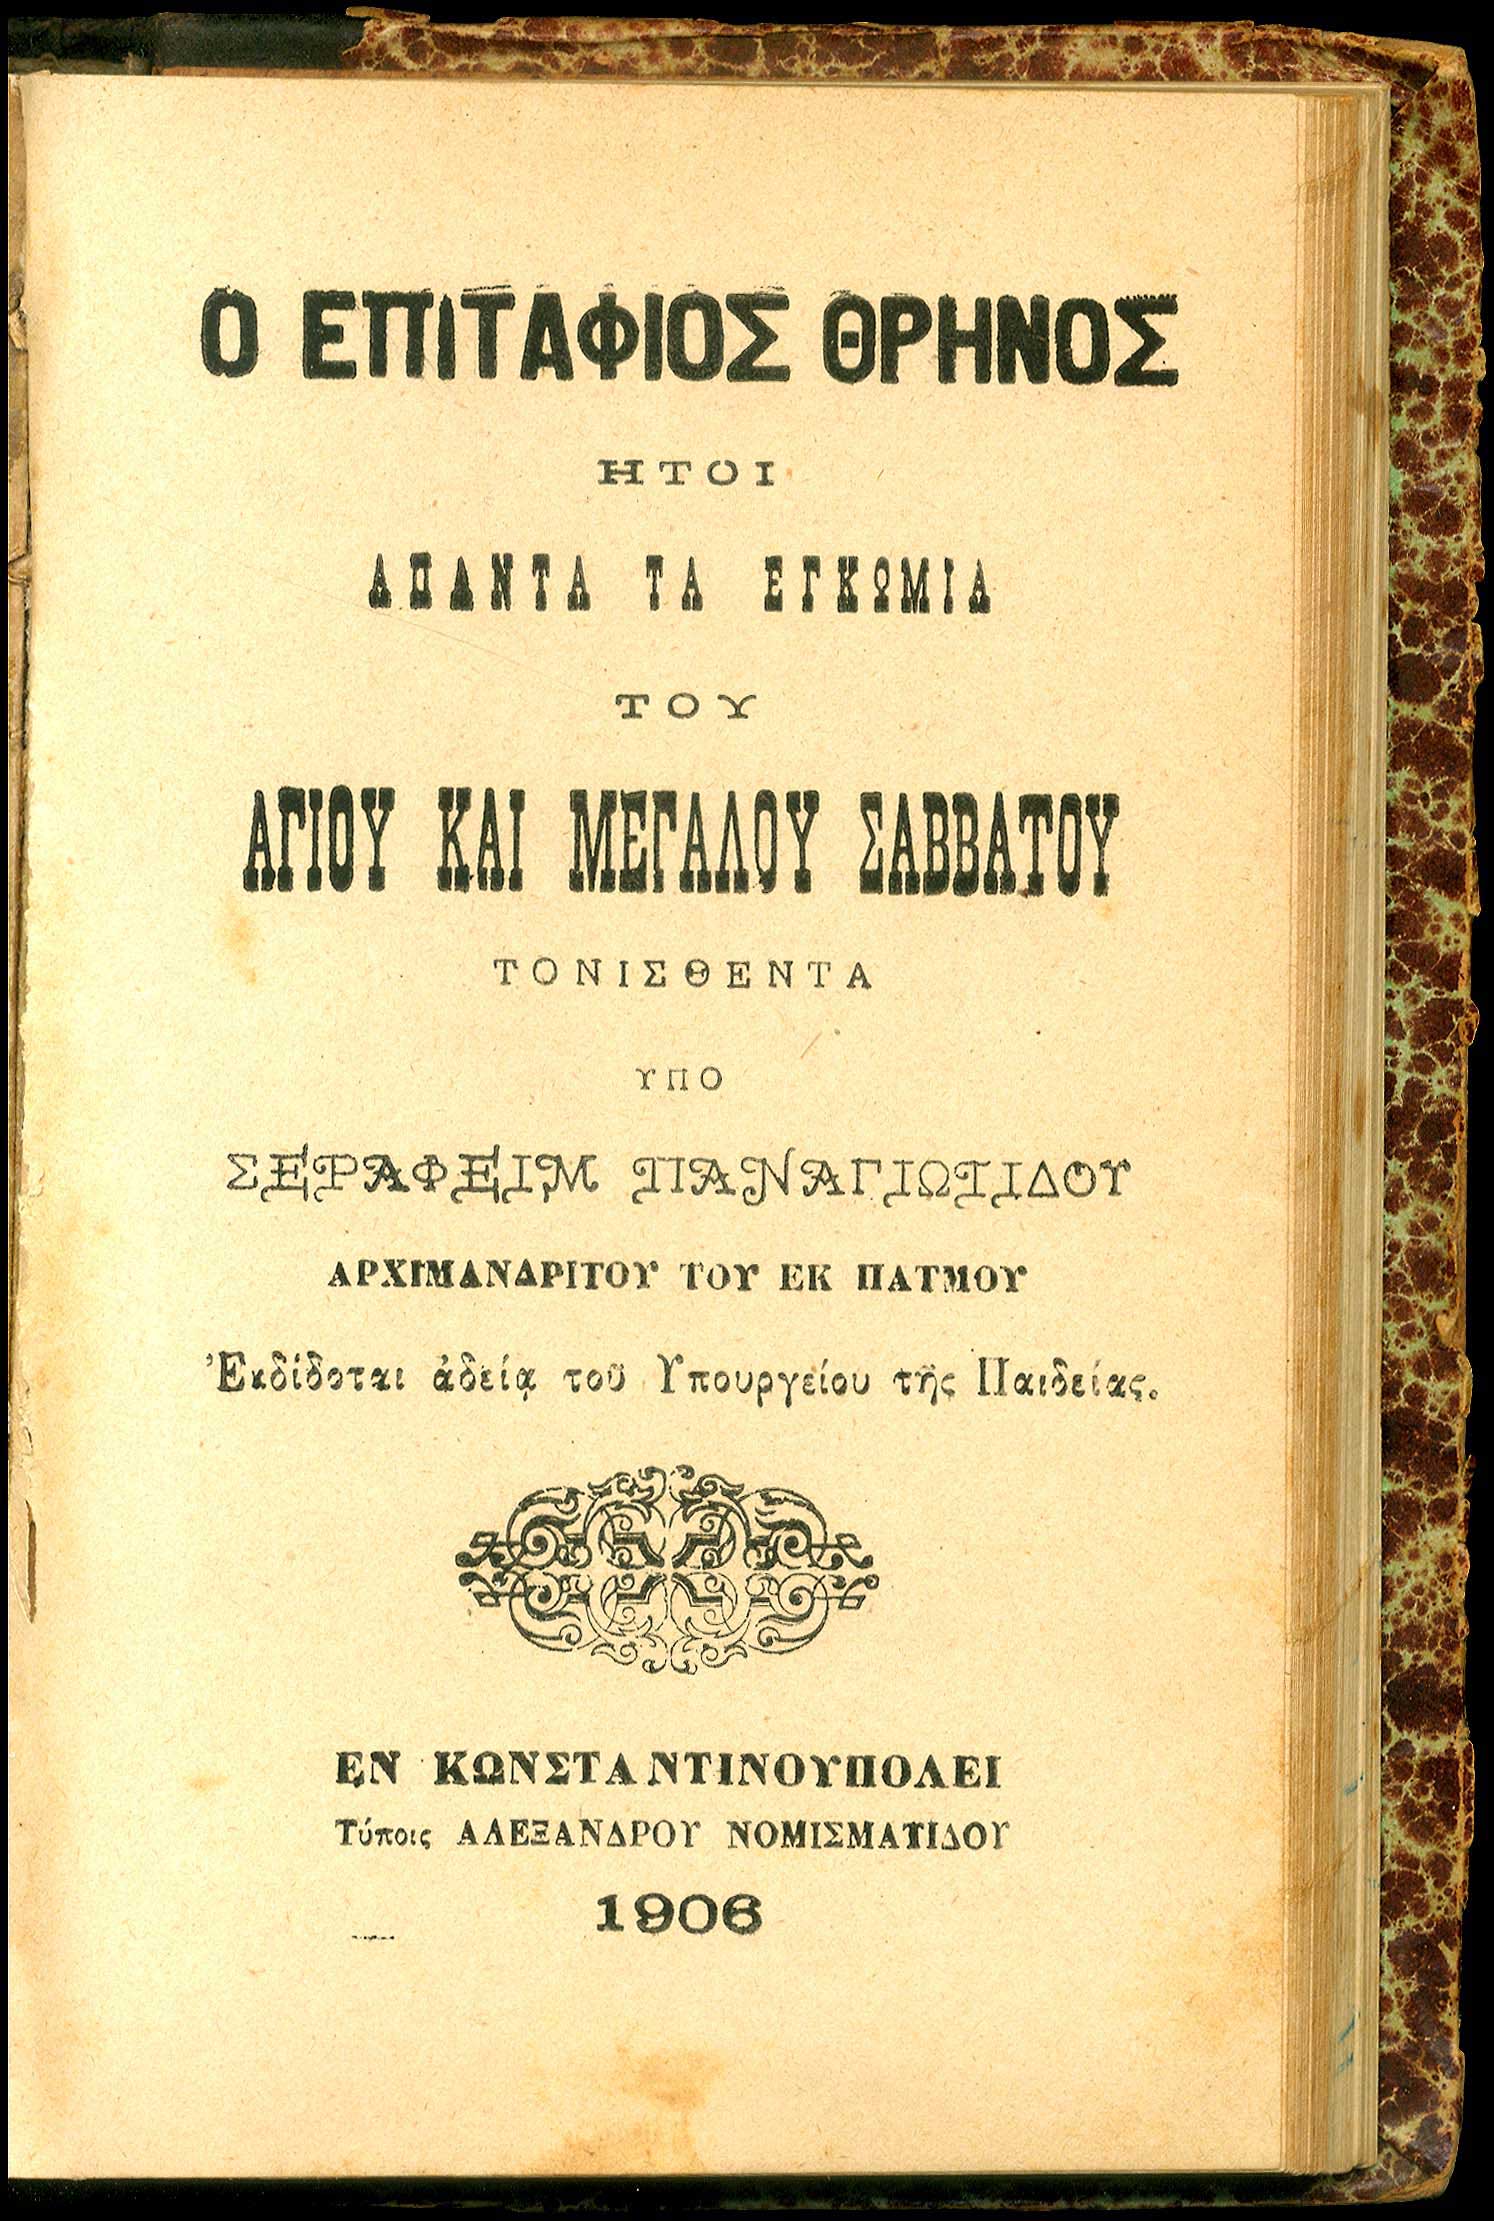 Ο ΕΠΙΤΑΦΙΟΣ ΘΡΗΝΟΣ
ΗΤΟΙ
ΑΠΑΝΤΑ ΤΑ ΕΓΚΩΜΙΑ
ΤΟΥ
ΑΓΙΟΥ ΚΑΙ ΜΕΓΑΛΟΥ ΣΑΒΒΑΤΟΥ
ΤΟΝΙΣΘΕΝΤΑ
ΥΠΟ
ΣΕΡΑΦΕΙΜ ΠΑΝΑΓΙΩΤΙΔΟΥ
ΑΡΧΙΜΑΝΔΡΙΤΟΥ ΤΟΥ ΕΚ ΠΑΤΜΟΥ
Ἐκδίδοται ἀδείᾳ τοῦ Ὑπουργείου τῆς Παιδείας.
ΕΝ ΚΩΝΣΤΑΝΤΙΝΟΥΠΟΛΕΙ
Τύποις ΑΛΕΞΑΝΔΡΟΥ ΝΟΜΙΣΜΑΤΙΔΟΥ
1906